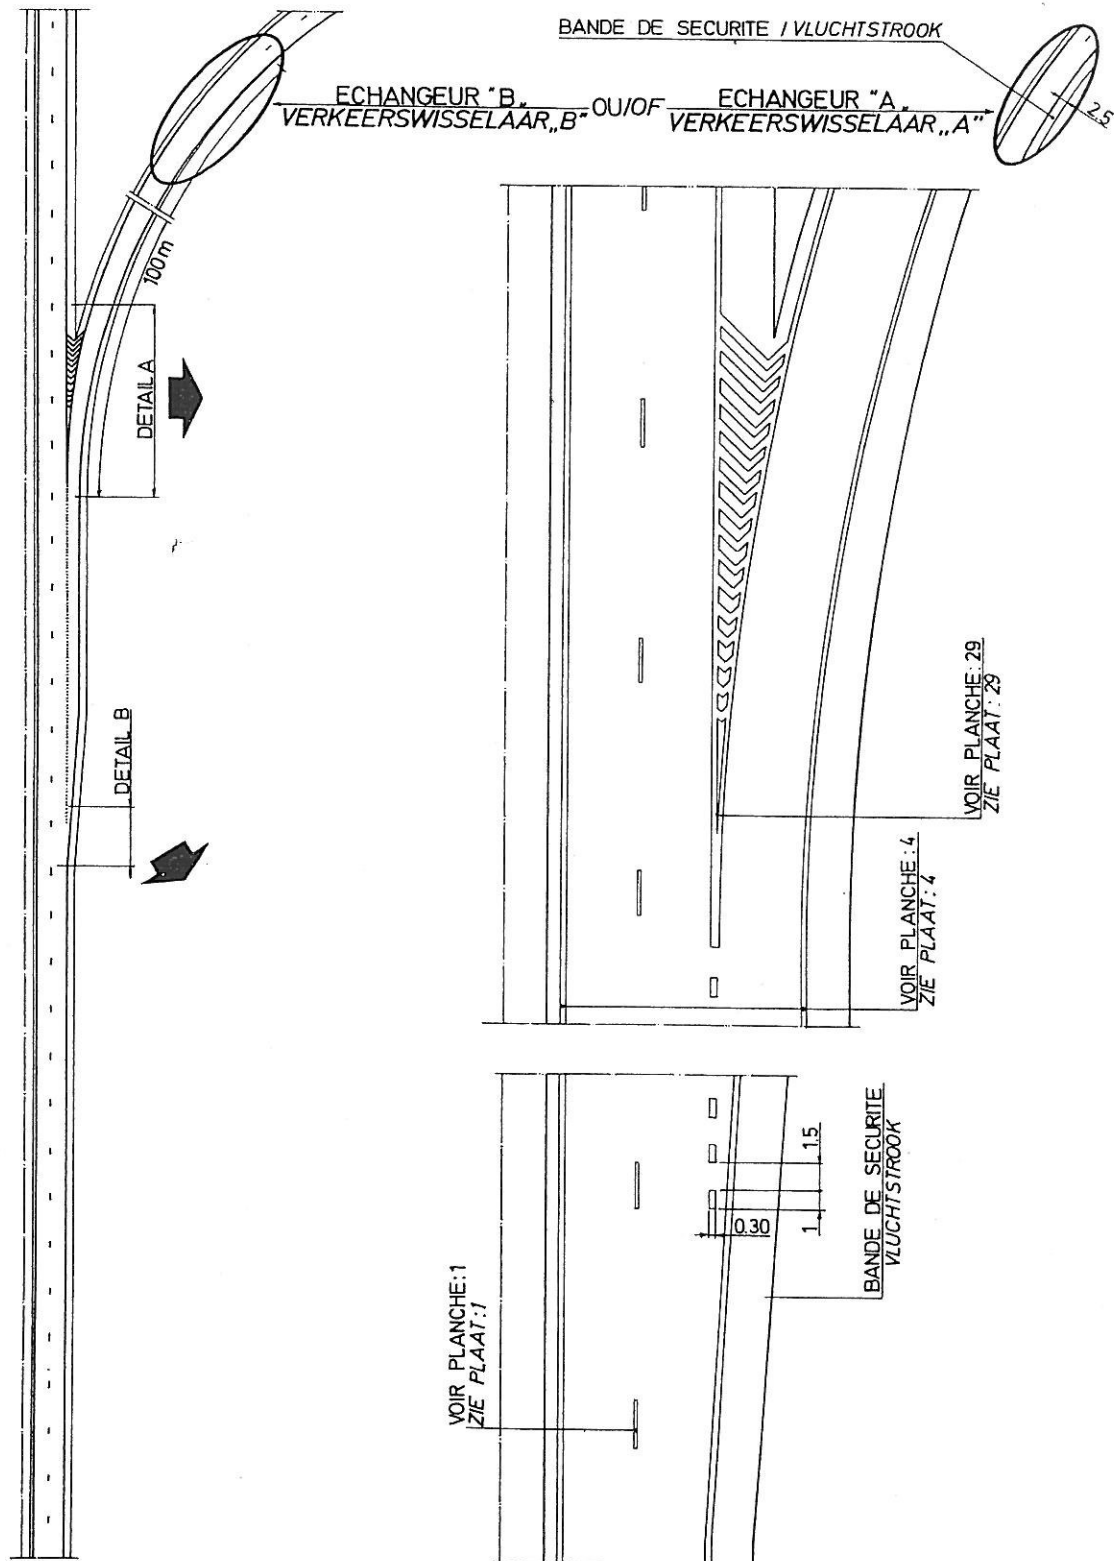 BANDE DE SECURITE / VLUCHTSTROOK
ECHANGEUR "B„ OU/OF ECHANGEUR "A„
VERKEERSWISSELAAR„B" VERKEERSWISSELAAR„A"
2.5
100m
DETAIL A
DETAIL B
VOIR PLANCHE: 29
ZIE PLAAT: 29
VOIR PLANCHE: 4
ZIE PLAAT: 4
1.5
1
0.30
BANDE DE SECURITE
VLUCHTSTROOK
VOIR PLANCHE:1
ZIE PLAAT:1